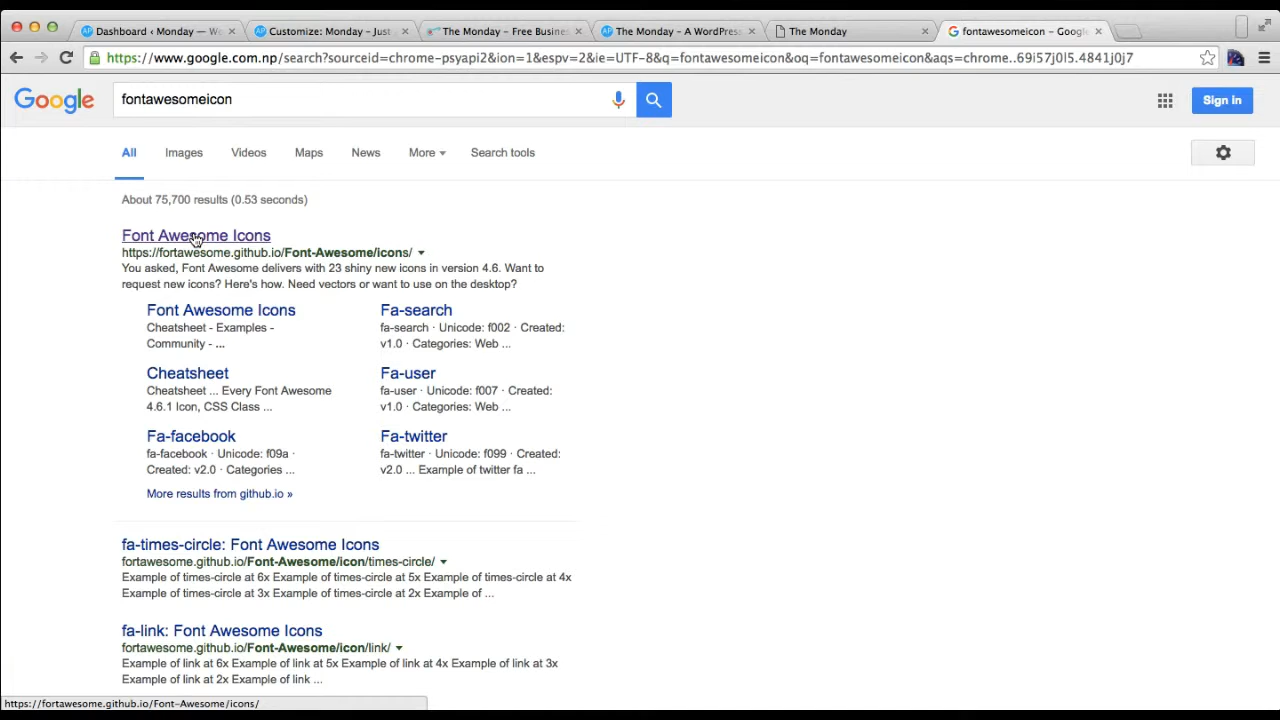 Dashboard ‹ Monday — W
Customize: Monday - Just
The Monday – Free Busine
The Monday – A WordPres
The Monday
fontawesomeicon – Google
https://www.google.com.np/search?sourceid=chrome-psyapi2&ion=1&espv=2&ie=UTF-8&q=fontawesomeicon&oq=fontawesomeicon&aqs=chrome..69i57j0l5.4841j0j7
Google
fontawesomeicon
Sign in
All
Images
Videos
Maps
News
More
Search tools
About 75,700 results (0.53 seconds)
Font Awesome Icons
https://fortawesome.github.io/Font-Awesome/icons/
You asked, Font Awesome delivers with 23 shiny new icons in version 4.6. Want to
request new icons? Here's how. Need vectors or want to use on the desktop?
Font Awesome Icons
Cheatsheet - Examples -
Community - ...
Fa-search
fa-search · Unicode: f002 · Created:
v1.0 · Categories: Web ...
Cheatsheet
Cheatsheet ... Every Font Awesome
4.6.1 Icon, CSS Class ...
Fa-user
fa-user · Unicode: f007 · Created:
v1.0 · Categories: Web ...
Fa-facebook
fa-facebook · Unicode: f09a ·
Created: v2.0 · Categories ...
Fa-twitter
fa-twitter · Unicode: f099 · Created:
v2.0 ... Example of twitter fa ...
More results from github.io »
fa-times-circle: Font Awesome Icons
fortawesome.github.io/Font-Awesome/icon/times-circle/
Example of times-circle at 6x Example of times-circle at 5x Example of times-circle at 4x
Example of times-circle at 3x Example of times-circle at 2x Example of ...
fa-link: Font Awesome Icons
fortawesome.github.io/Font-Awesome/icon/link/
Example of link at 6x Example of link at 5x Example of link at 4x Example of link at 3x
Example of link at 2x Example of link ...
https://fortawesome.github.io/Font-Awesome/icons/